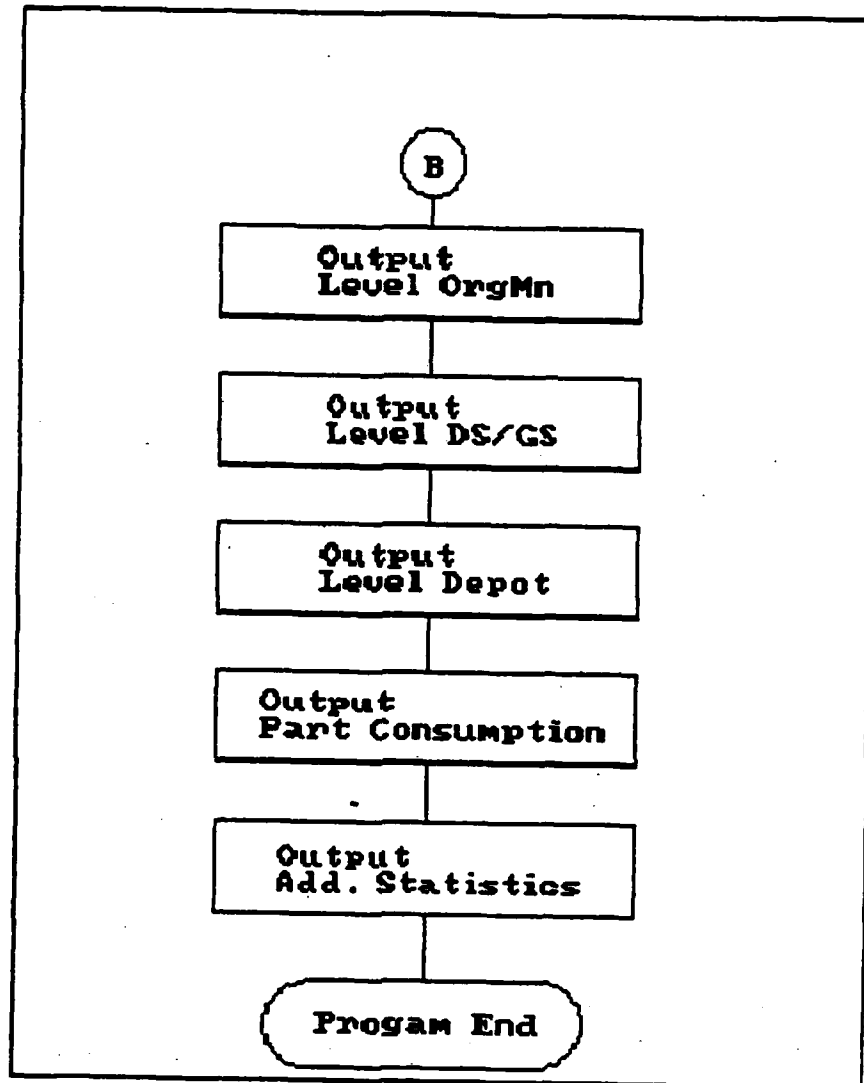 B
Output
Level OrgMn
Output
Level DS/GS
Output
Level Depot
Output
Part Consumption
Output
Add. Statistics
Progam End